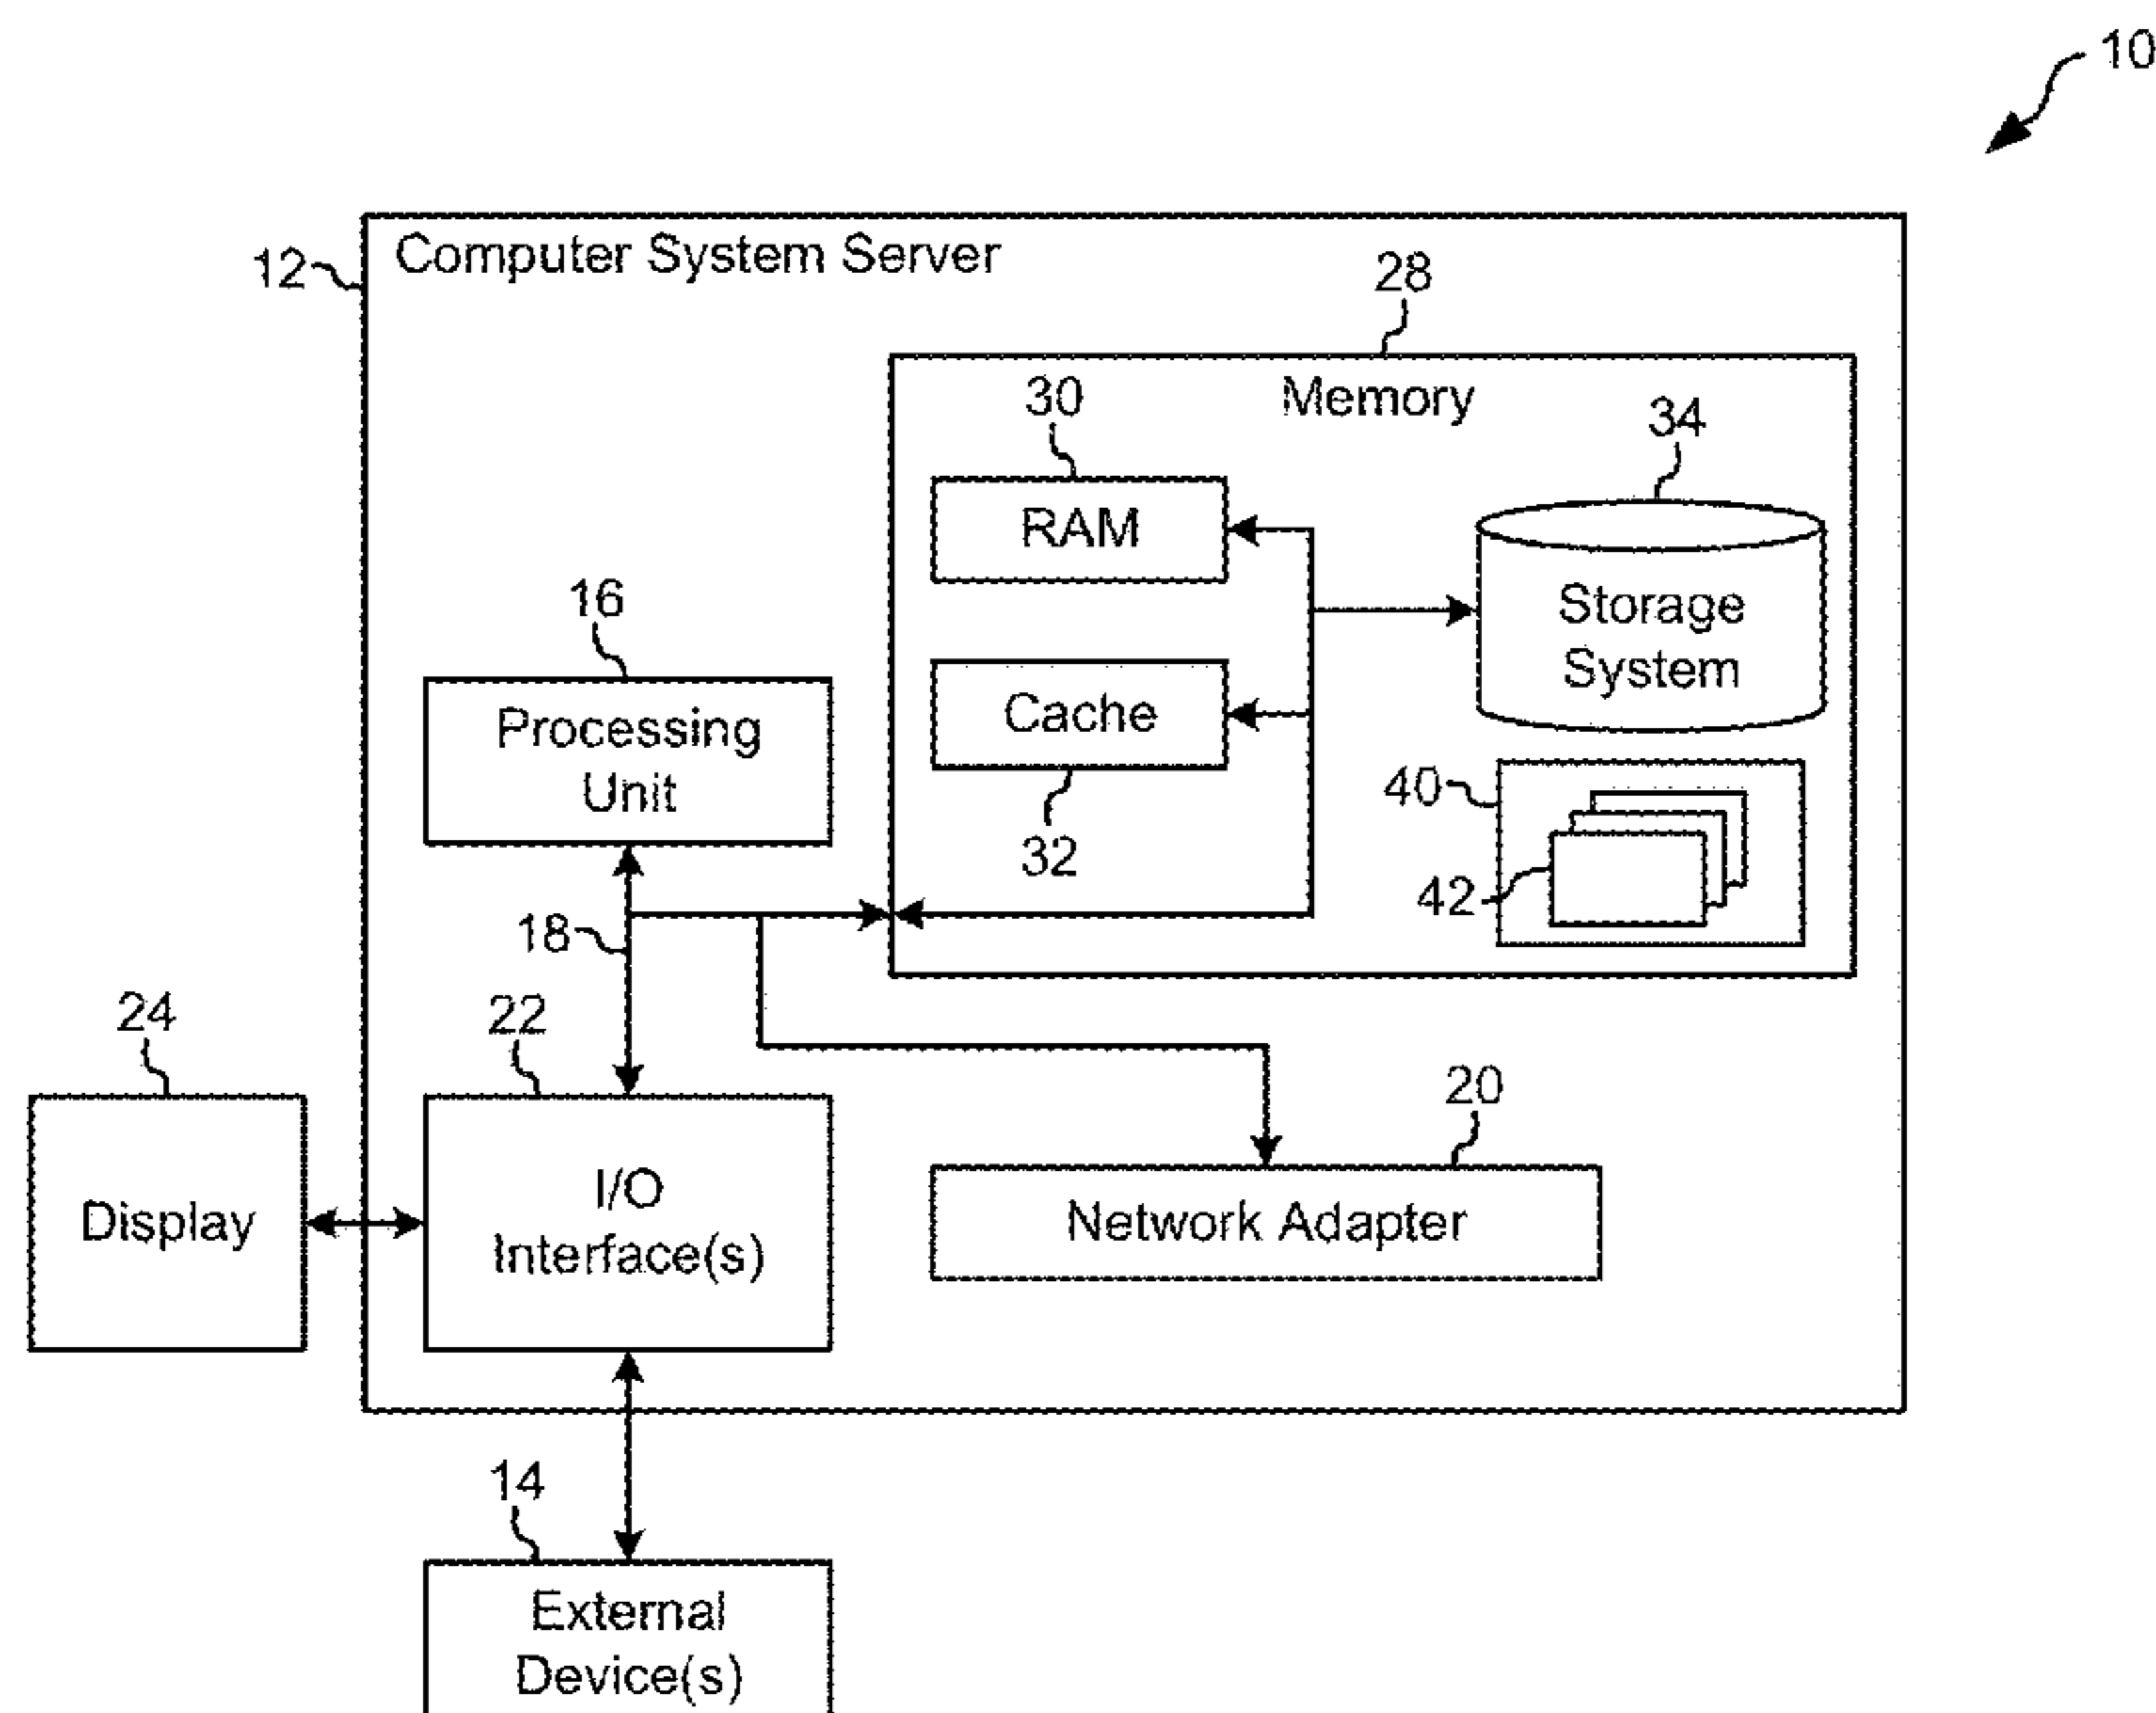 10
12
Computer System Server
28
30
Memory
34
RAM
16
Storage
System
Processing
Unit
Cache
40
32
42
18
24
22
20
Display
I/O
Interface(s)
Network Adapter
14
External
Device(s)